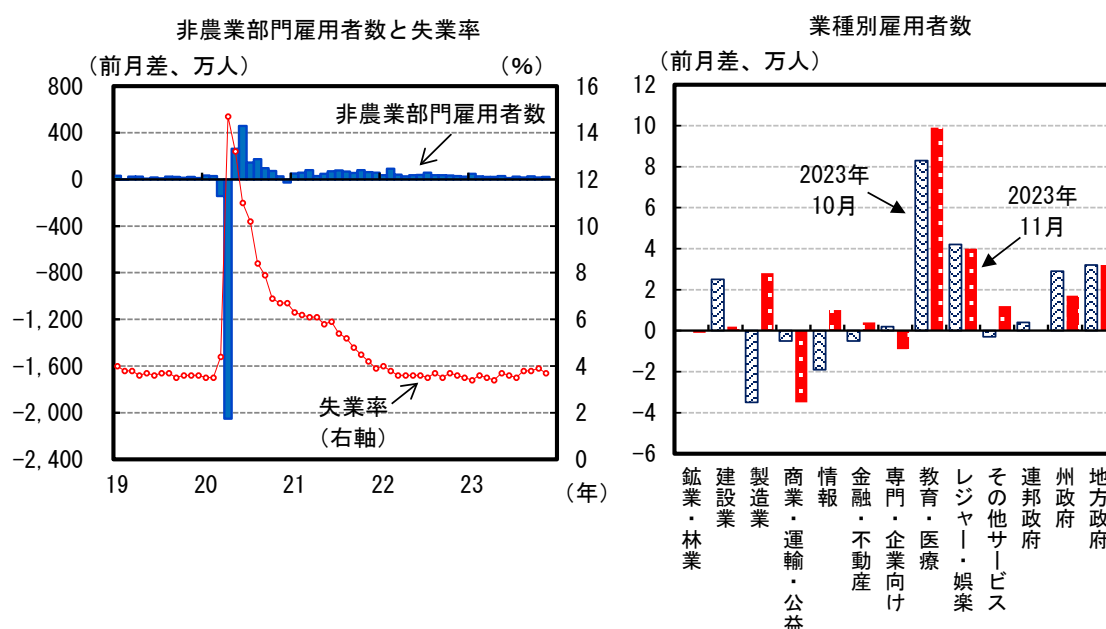 非農業部門雇用者数と失業率
(前月差、万人)
(%)
800
400
0
−400
−800
−1,200
−1,600
−2,000
−2,400
16
14
12
10
8
6
4
2
0
非農業部門雇用者数
失業率
(右軸)
19
20
21
22
23
(年)
業種別雇用者数
(前月差、万人)
12
10
8
6
4
2
0
−2
−4
−6
2023年
10月
2023年
11月
鉱業・林業
建設業
製造業
商業・運輸・公益
情報
金融・不動産
専門・企業向け
教育・医療
レジャー・娯楽
その他サービス
連邦政府
州政府
地方政府